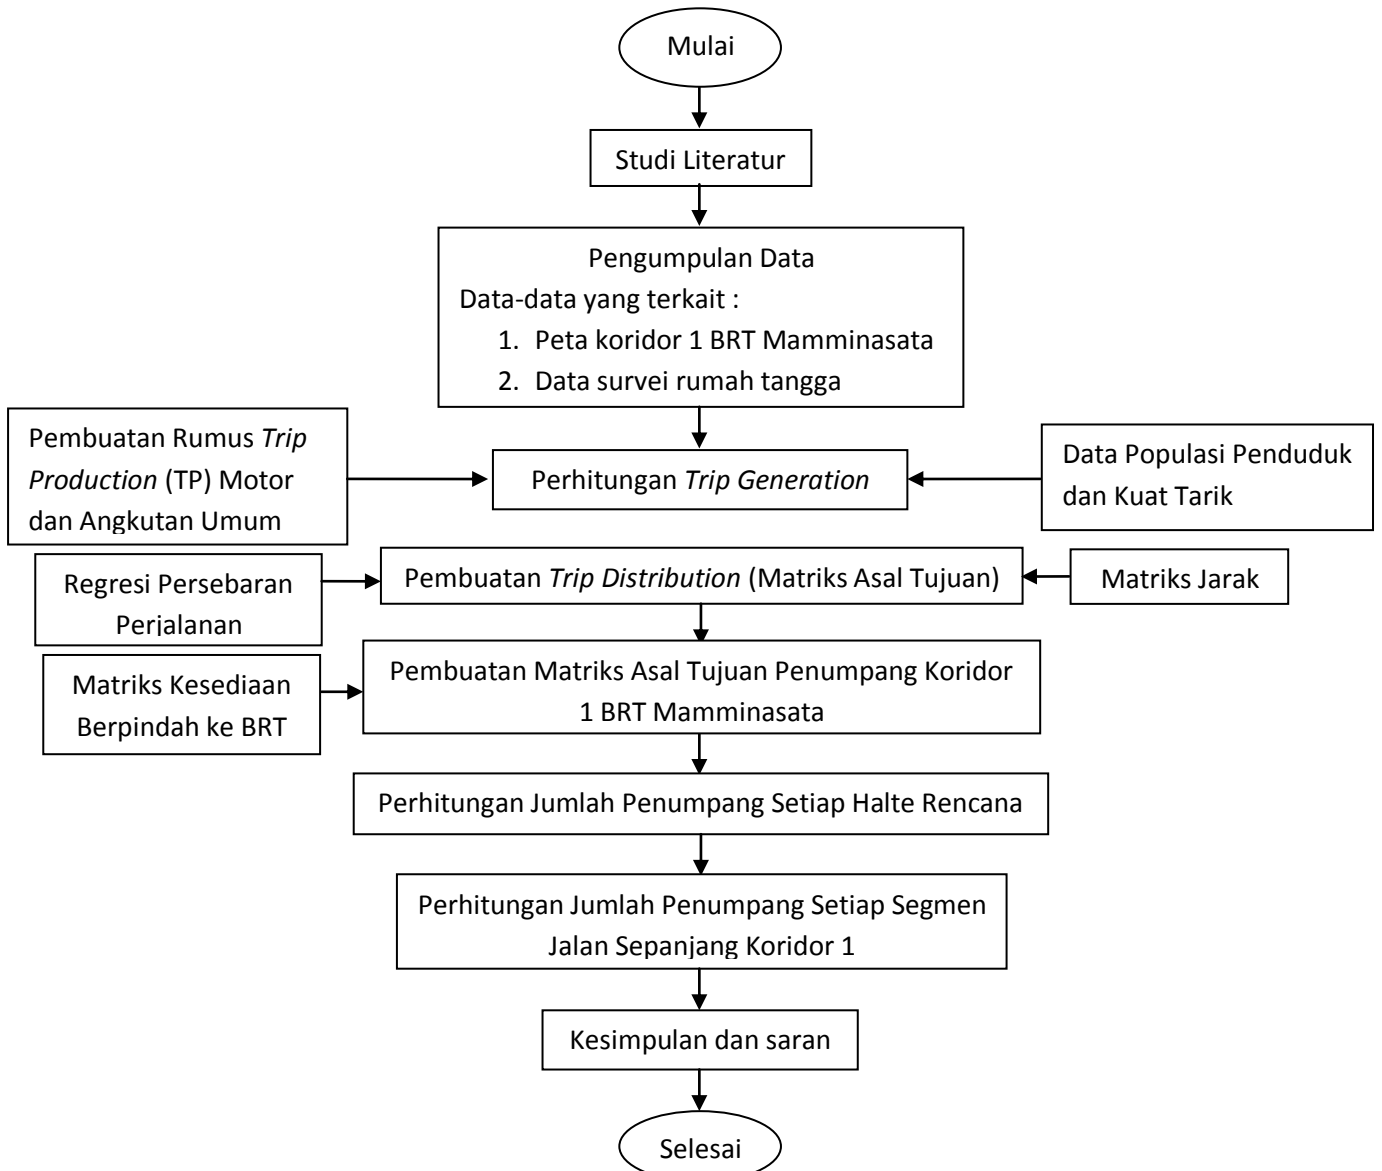 Mulai
Studi Literatur
Pengumpulan Data
Data-data yang terkait :
1. Peta koridor 1 BRT Mamminasata
2. Data survei rumah tangga
Pembuatan Rumus Trip
Production (TP) Motor
dan Angkutan Umum
Perhitungan Trip Generation
Data Populasi Penduduk
dan Kuat Tarik
Regresi Persebaran
Perjalanan
Pembuatan Trip Distribution (Matriks Asal Tujuan)
Matriks Jarak
Matriks Kesediaan
Berpindah ke BRT
Pembuatan Matriks Asal Tujuan Penumpang Koridor
1 BRT Mamminasata
Perhitungan Jumlah Penumpang Setiap Halte Rencana
Perhitungan Jumlah Penumpang Setiap Segmen
Jalan Sepanjang Koridor 1
Kesimpulan dan saran
Selesai